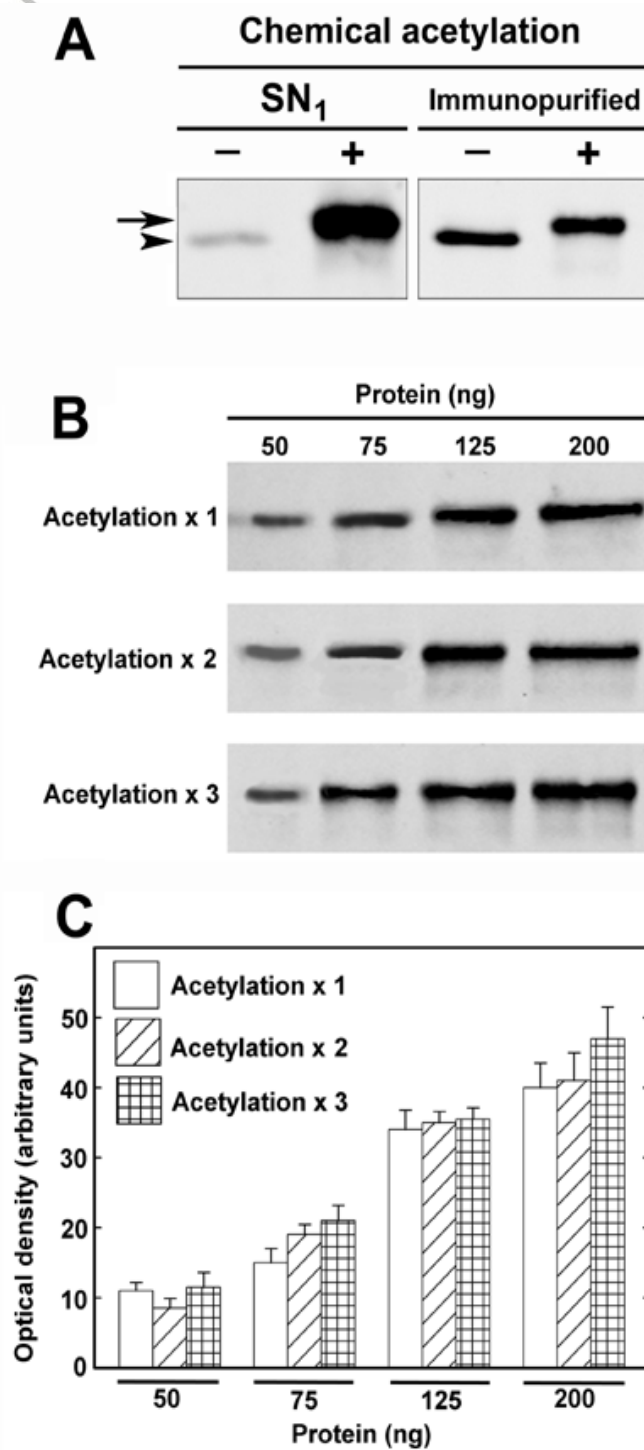 A
Chemical acetylation
SN1 Immunopurified
− + − +
B
Protein (ng)
50 75 125 200
Acetylation x 1
Acetylation x 2
Acetylation x 3
C
Optical density (arbitrary units)
Acetylation x 1
Acetylation x 2
Acetylation x 3
50
40
30
20
10
0
50 75 125 200
Protein (ng)